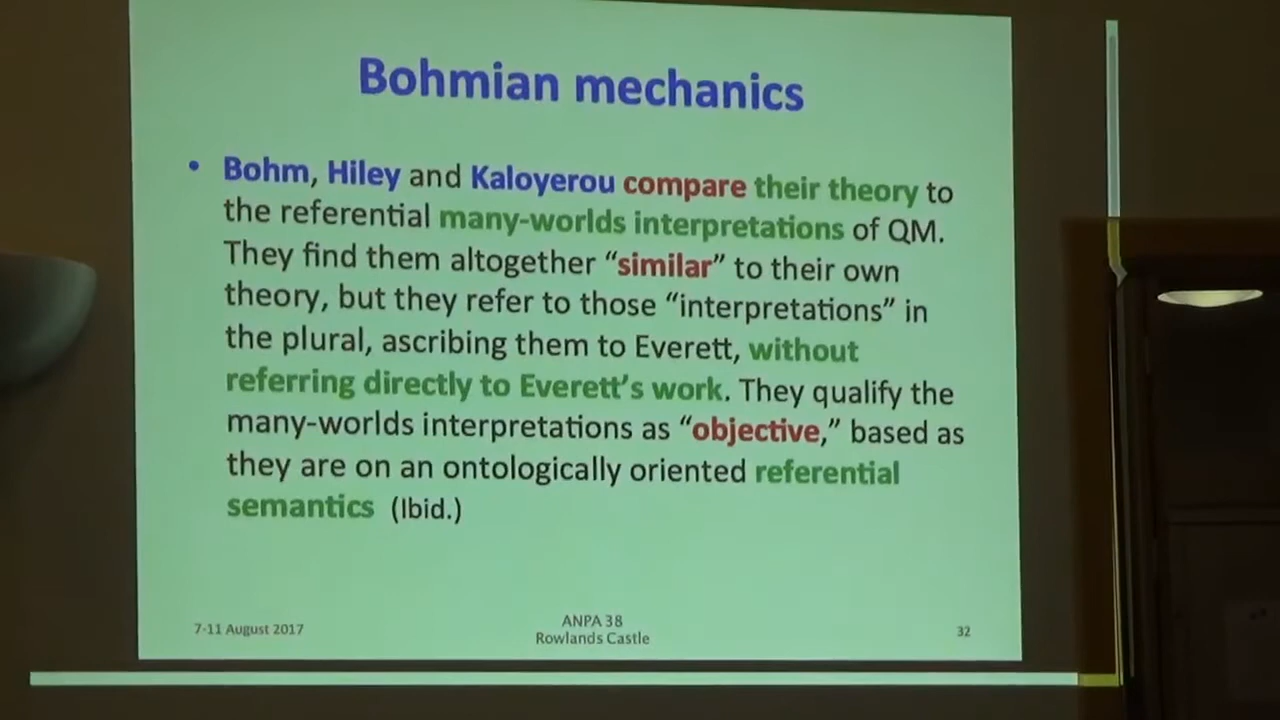 Bohmian mechanics
• Bohm, Hiley and Kaloyerou compare their theory to
the referential many-worlds interpretations of QM.
They find them altogether “similar” to their own
theory, but they refer to those “interpretations” in
the plural, ascribing them to Everett, without
referring directly to Everett’s work. They qualify the
many-worlds interpretations as “objective,” based as
they are on an ontologically oriented referential
semantics (Ibid.)
7-11 August 2017
ANPA 38
Rowlands Castle
32